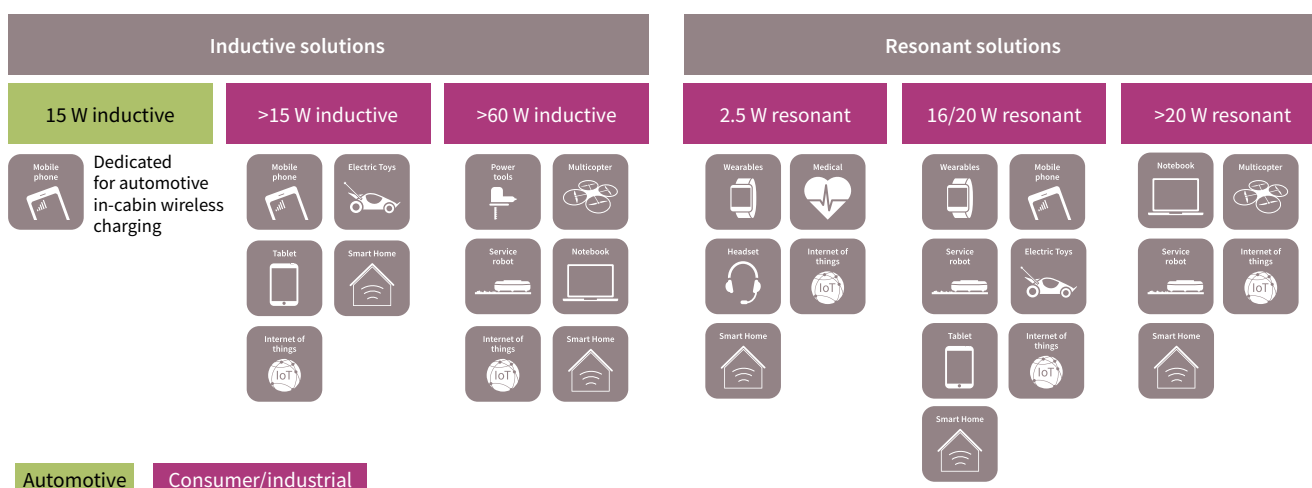 Inductive solutions
Resonant solutions
15 W inductive
>15 W inductive
>60 W inductive
2.5 W resonant
16/20 W resonant
>20 W resonant
Mobile
phone
Dedicated
for automotive
in-cabin wireless
charging
Mobile
phone
Electric Toys
Tablet
Smart Home
Internet of
things
IoT
Power
tools
Multicopter
Service
robot
Notebook
Internet of
things
IoT
Smart Home
Wearables
Medical
Headset
Internet of
things
IoT
Smart Home
Wearables
Mobile
phone
Service
robot
Electric Toys
Tablet
Internet of
things
IoT
Smart Home
Notebook
Multicopter
Service
robot
Internet of
things
IoT
Smart Home
Automotive
Consumer/industrial